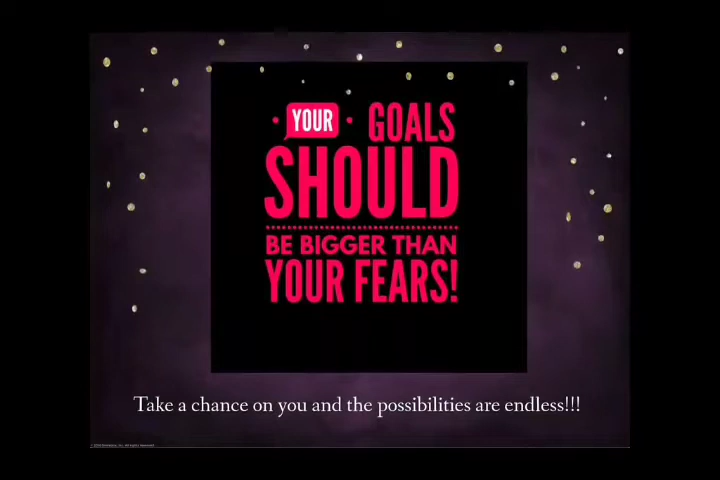 YOUR GOALS
SHOULD
BE BIGGER THAN
YOUR FEARS!
Take a chance on you and the possibilities are endless!!!